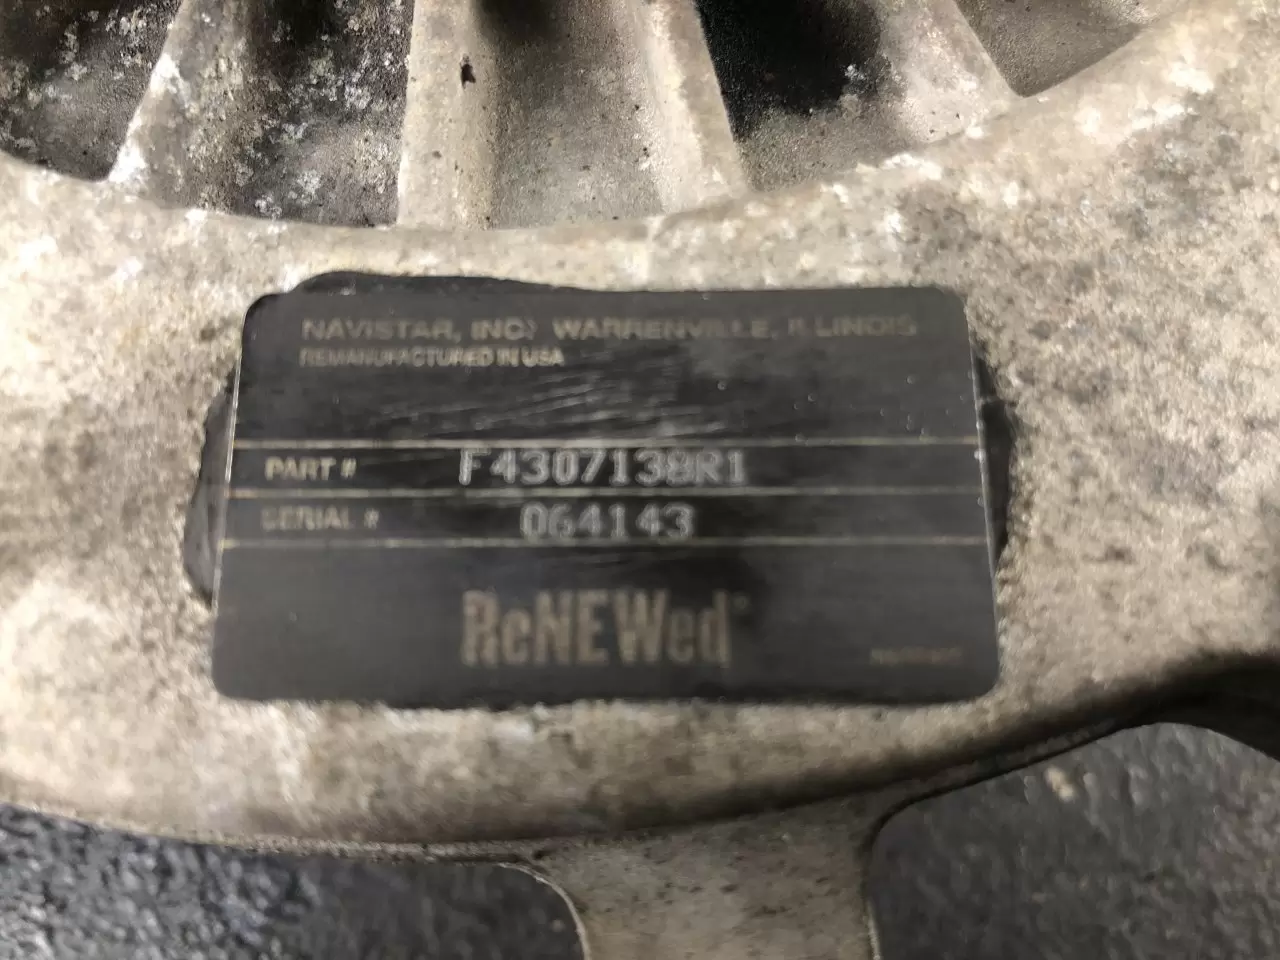 NAVISTAR, INC. WARRENVILLE, ILLINOIS
REMANUFACTURED IN USA
PART # F4307138R1
SERIAL # 064143
ReNEWed